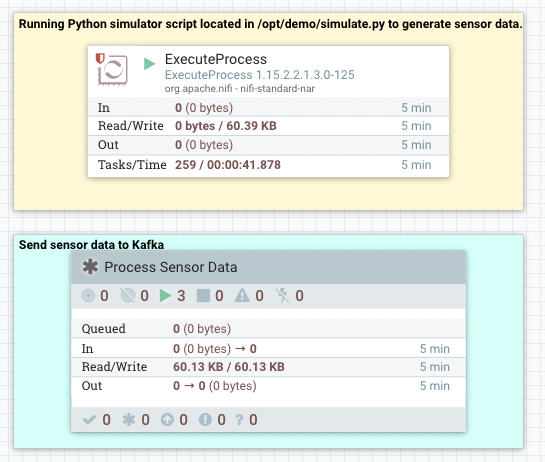 Running Python simulator script located in /opt/demo/simulate.py to generate sensor data.
ExecuteProcess
ExecuteProcess 1.15.2.2.1.3.0-125
org.apache.nifi - nifi-standard-nar
In 0 (0 bytes) 5 min
Read/Write 0 bytes / 60.39 KB 5 min
Out 0 (0 bytes) 5 min
Tasks/Time 259 / 00:00:41.878 5 min
Send sensor data to Kafka
Process Sensor Data
0 0 3 0 0 0
Queued 0 (0 bytes)
In 0 (0 bytes) → 0 5 min
Read/Write 60.13 KB / 60.13 KB 5 min
Out 0 → 0 (0 bytes) 5 min
0 0 0 0 ? 0